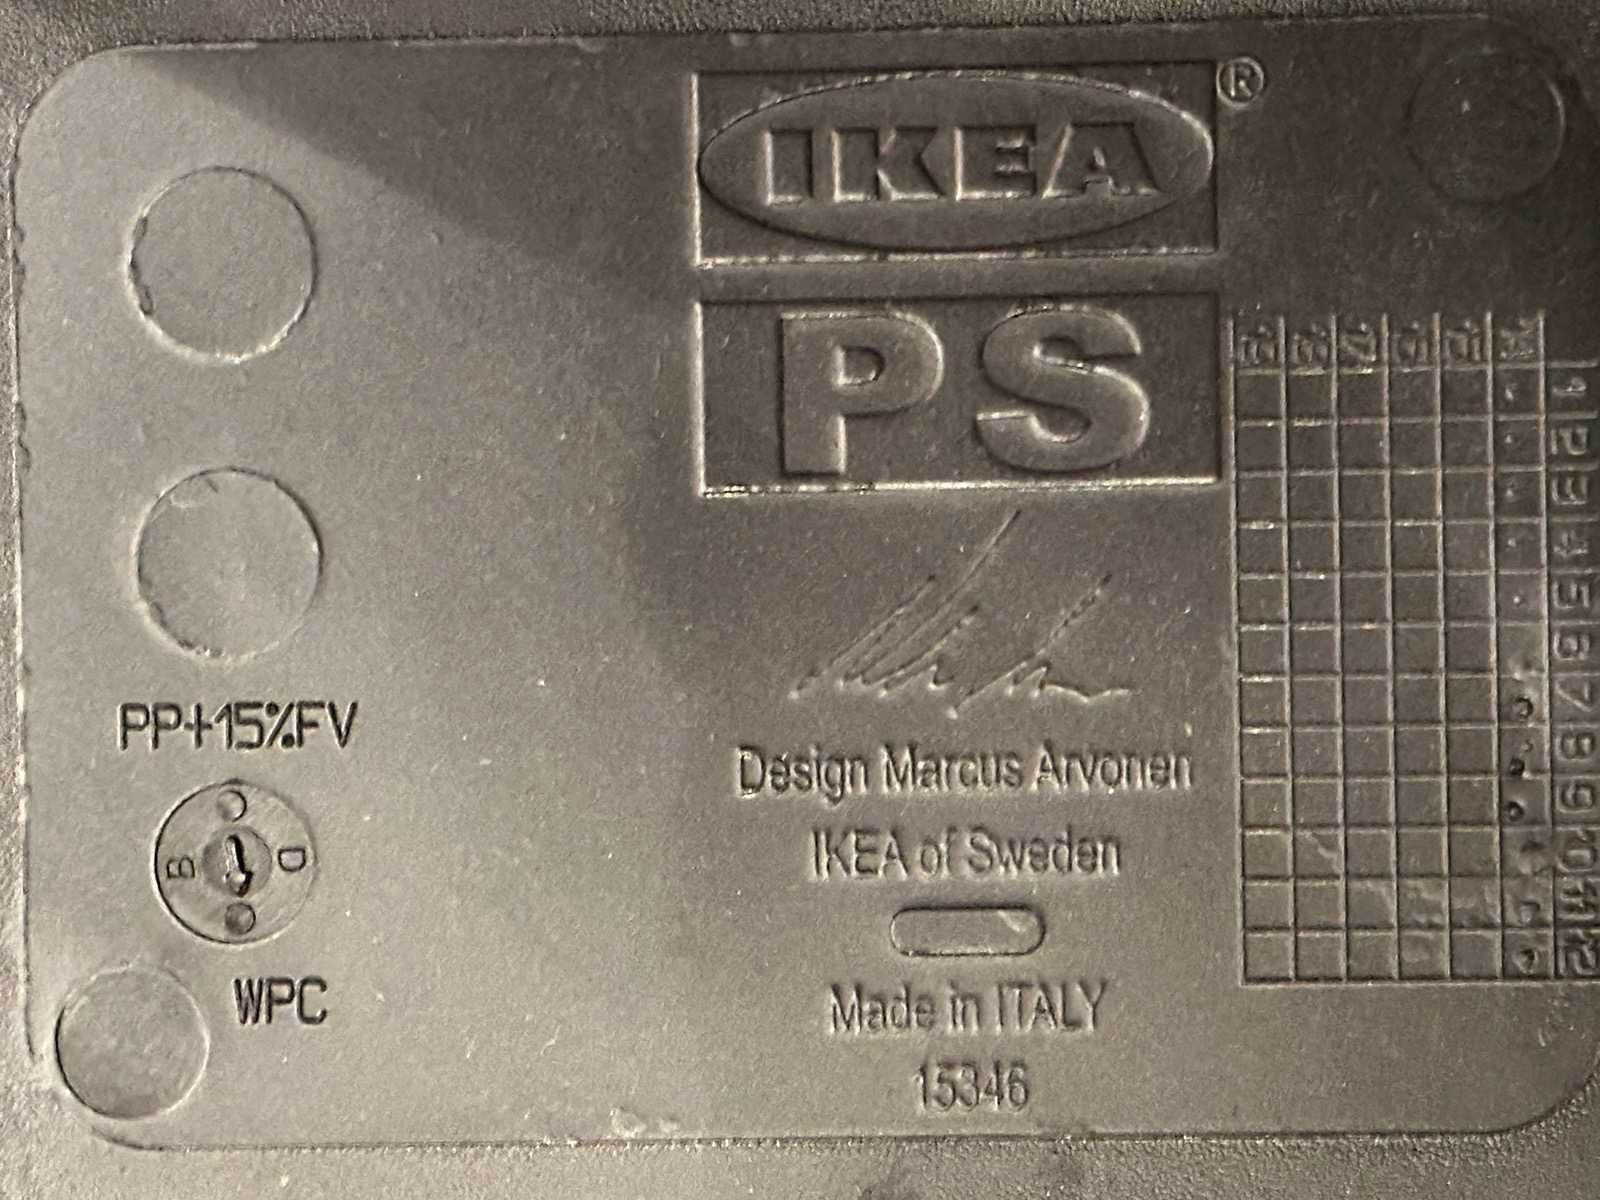 IKEA®
PS
Design Marcus Arvonen
IKEA of Sweden
Made in ITALY
15346
PP+15%FV
B D
WPC
1 2 3 4 5 6 7 8 9 10 11 12